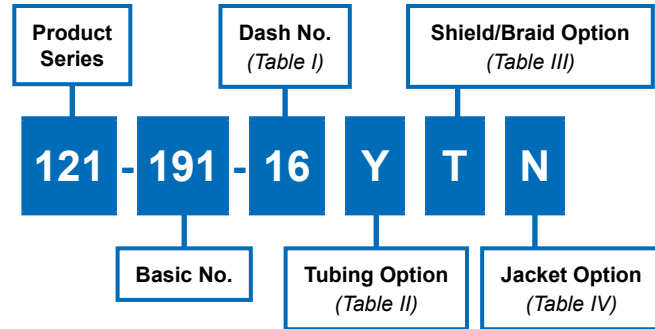 Product
Series
Dash No.
(Table I)
Shield/Braid Option
(Table III)
121 - 191 - 16 Y T N
Basic No.
Tubing Option
(Table II)
Jacket Option
(Table IV)